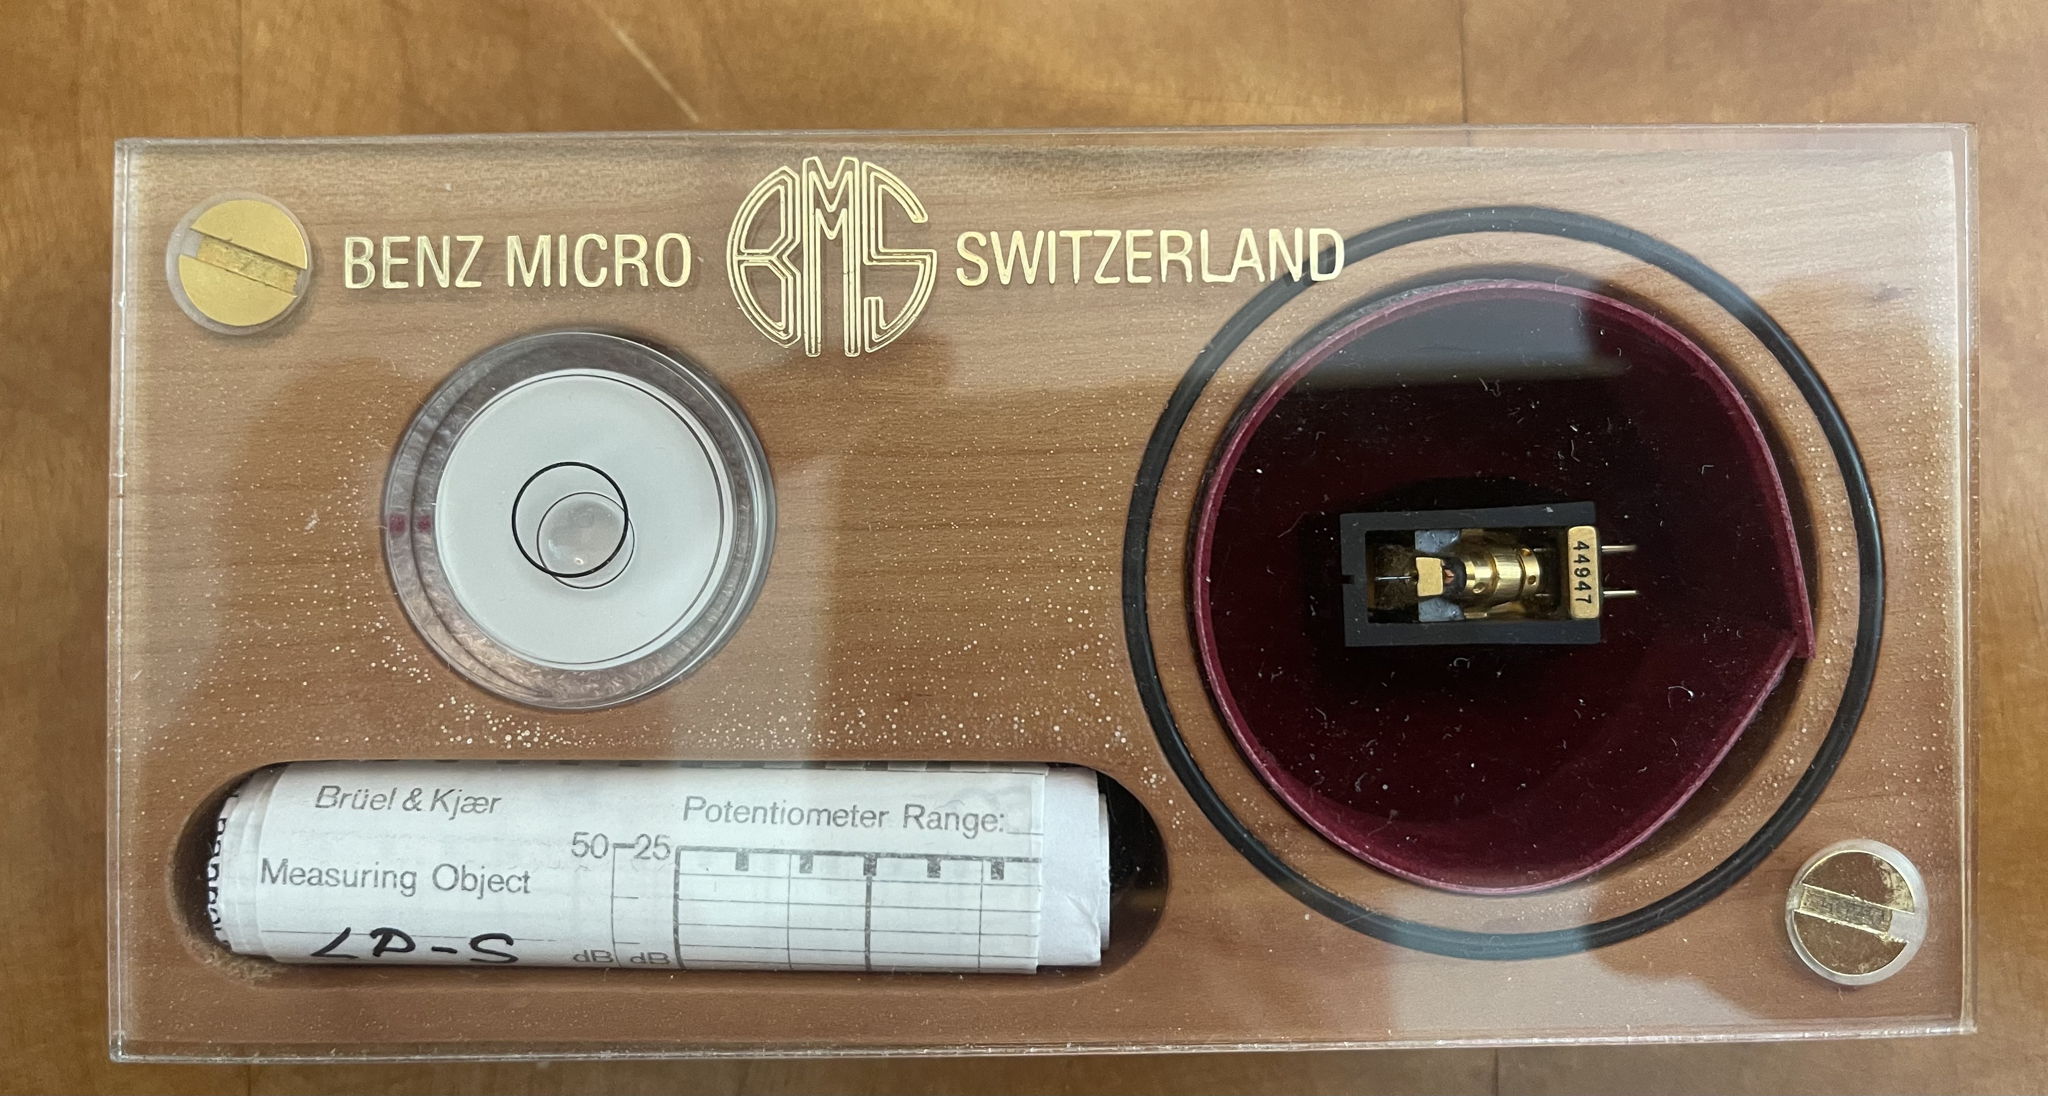 BENZ MICRO BMS SWITZERLAND
44947
Brüel & Kjær
Potentiometer Range:
50 25
Measuring Object
LP-S
dB dB